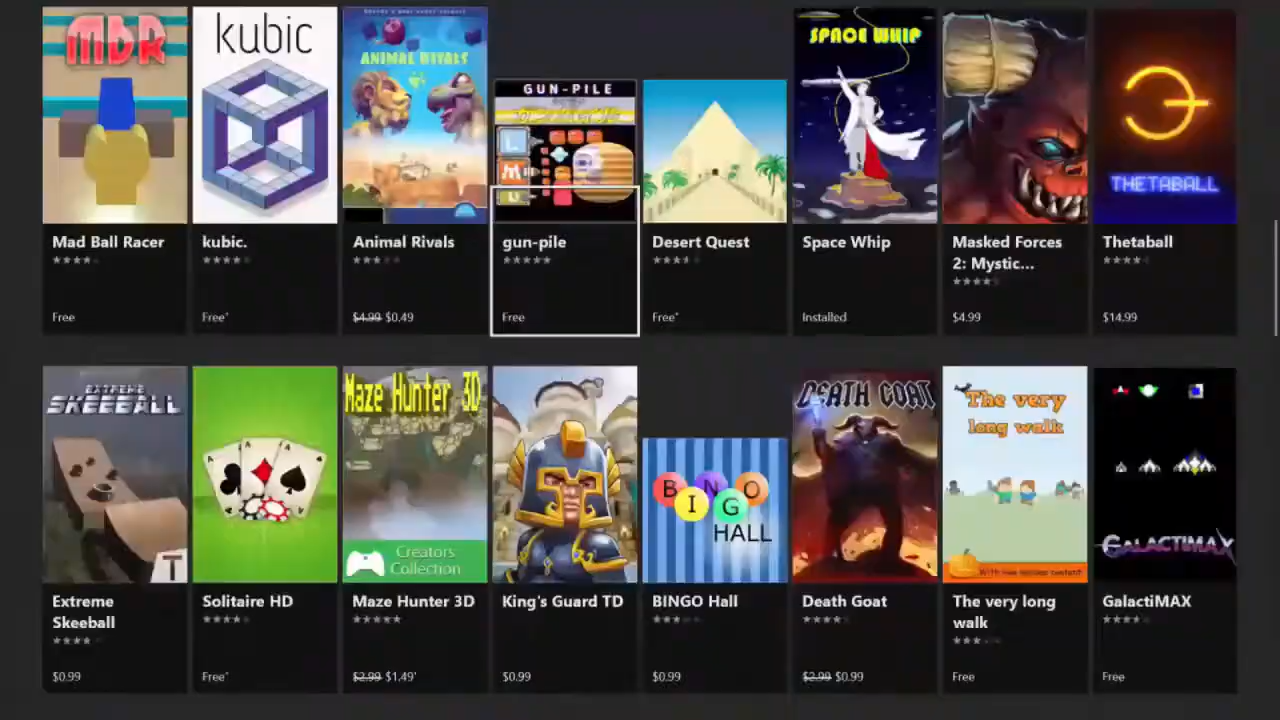 MBR
kubic
ANIMAL RIVALS
GUN-PILE
SPACE WHIP
THETABALL
Mad Ball Racer
kubic.
Animal Rivals
gun-pile
Desert Quest
Space Whip
Masked Forces
2: Mystic...
Thetaball
Free
Free+
$4.99 $0.49
Free
Free+
Installed
$4.99
$14.99
EXTREME
SKEEBALL
T
A A A A
Maze Hunter 3D
Creators
Collection
BINGO
HALL
DEATH GOAT
The very
long walk
GALACTIMAX
Extreme
Skeeball
Solitaire HD
Maze Hunter 3D
King's Guard TD
BINGO Hall
Death Goat
The very long
walk
GalactiMAX
$0.99
Free+
$2.99 $1.49+
$0.99
$0.99
$2.99 $0.99
Free
Free